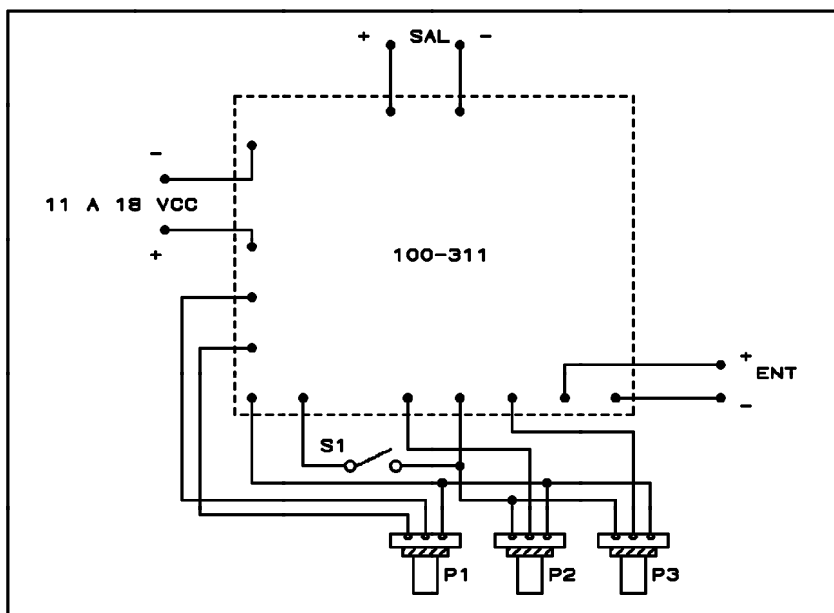 + SAL -
-
11 A 18 VCC
+
100-311
+
ENT
-
S1
P1
P2
P3